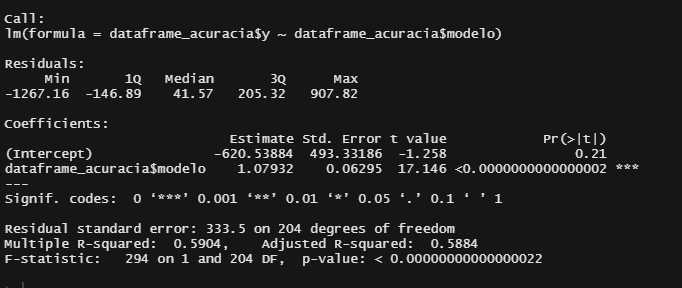 Call:
lm(formula = dataframe_acuracia$y ~ dataframe_acuracia$modelo)
Residuals:
Min 1Q Median 3Q Max
-1267.16 -146.89 41.57 205.32 907.82
Coefficients:
Estimate Std. Error t value Pr(>|t|)
(Intercept) -620.53884 493.33186 -1.258 0.21
dataframe_acuracia$modelo 1.07932 0.06295 17.146 <0.0000000000000002 ***
---
Signif. codes: 0 ‘***’ 0.001 ‘**’ 0.01 ‘*’ 0.05 ‘.’ 0.1 ‘ ’ 1
Residual standard error: 333.5 on 204 degrees of freedom
Multiple R-squared: 0.5904, Adjusted R-squared: 0.5884
F-statistic: 294 on 1 and 204 DF, p-value: < 0.00000000000000022